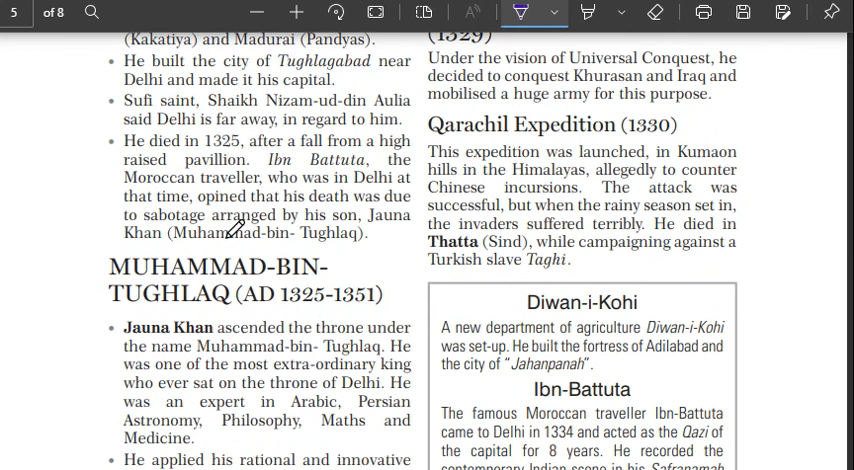 5 of 8
(Kakatiya) and Madurai (Pandyas).
• He built the city of Tughlagabad near
Delhi and made it his capital.
• Sufi saint, Shaikh Nizam-ud-din Aulia
said Delhi is far away, in regard to him.
• He died in 1325, after a fall from a high
raised pavillion. Ibn Battuta, the
Moroccan traveller, who was in Delhi at
that time, opined that his death was due
to sabotage arranged by his son, Jauna
Khan (Muhammad-bin- Tughlaq).
MUHAMMAD-BIN-
TUGHLAQ (AD 1325-1351)
• Jauna Khan ascended the throne under
the name Muhammad-bin- Tughlaq. He
was one of the most extra-ordinary king
who ever sat on the throne of Delhi. He
was an expert in Arabic, Persian
Astronomy, Philosophy, Maths and
Medicine.
• He applied his rational and innovative
(1329)
Under the vision of Universal Conquest, he
decided to conquest Khurasan and Iraq and
mobilised a huge army for this purpose.
Qarachil Expedition (1330)
This expedition was launched, in Kumaon
hills in the Himalayas, allegedly to counter
Chinese incursions. The attack was
successful, but when the rainy season set in,
the invaders suffered terribly. He died in
Thatta (Sind), while campaigning against a
Turkish slave Taghi.
Diwan-i-Kohi
A new department of agriculture Diwan-i-Kohi
was set-up. He built the fortress of Adilabad and
the city of "Jahanpanah".
Ibn-Battuta
The famous Moroccan traveller Ibn-Battuta
came to Delhi in 1334 and acted as the Qazi of
the capital for 8 years. He recorded the
contemporary Indian scene in his Safranamah